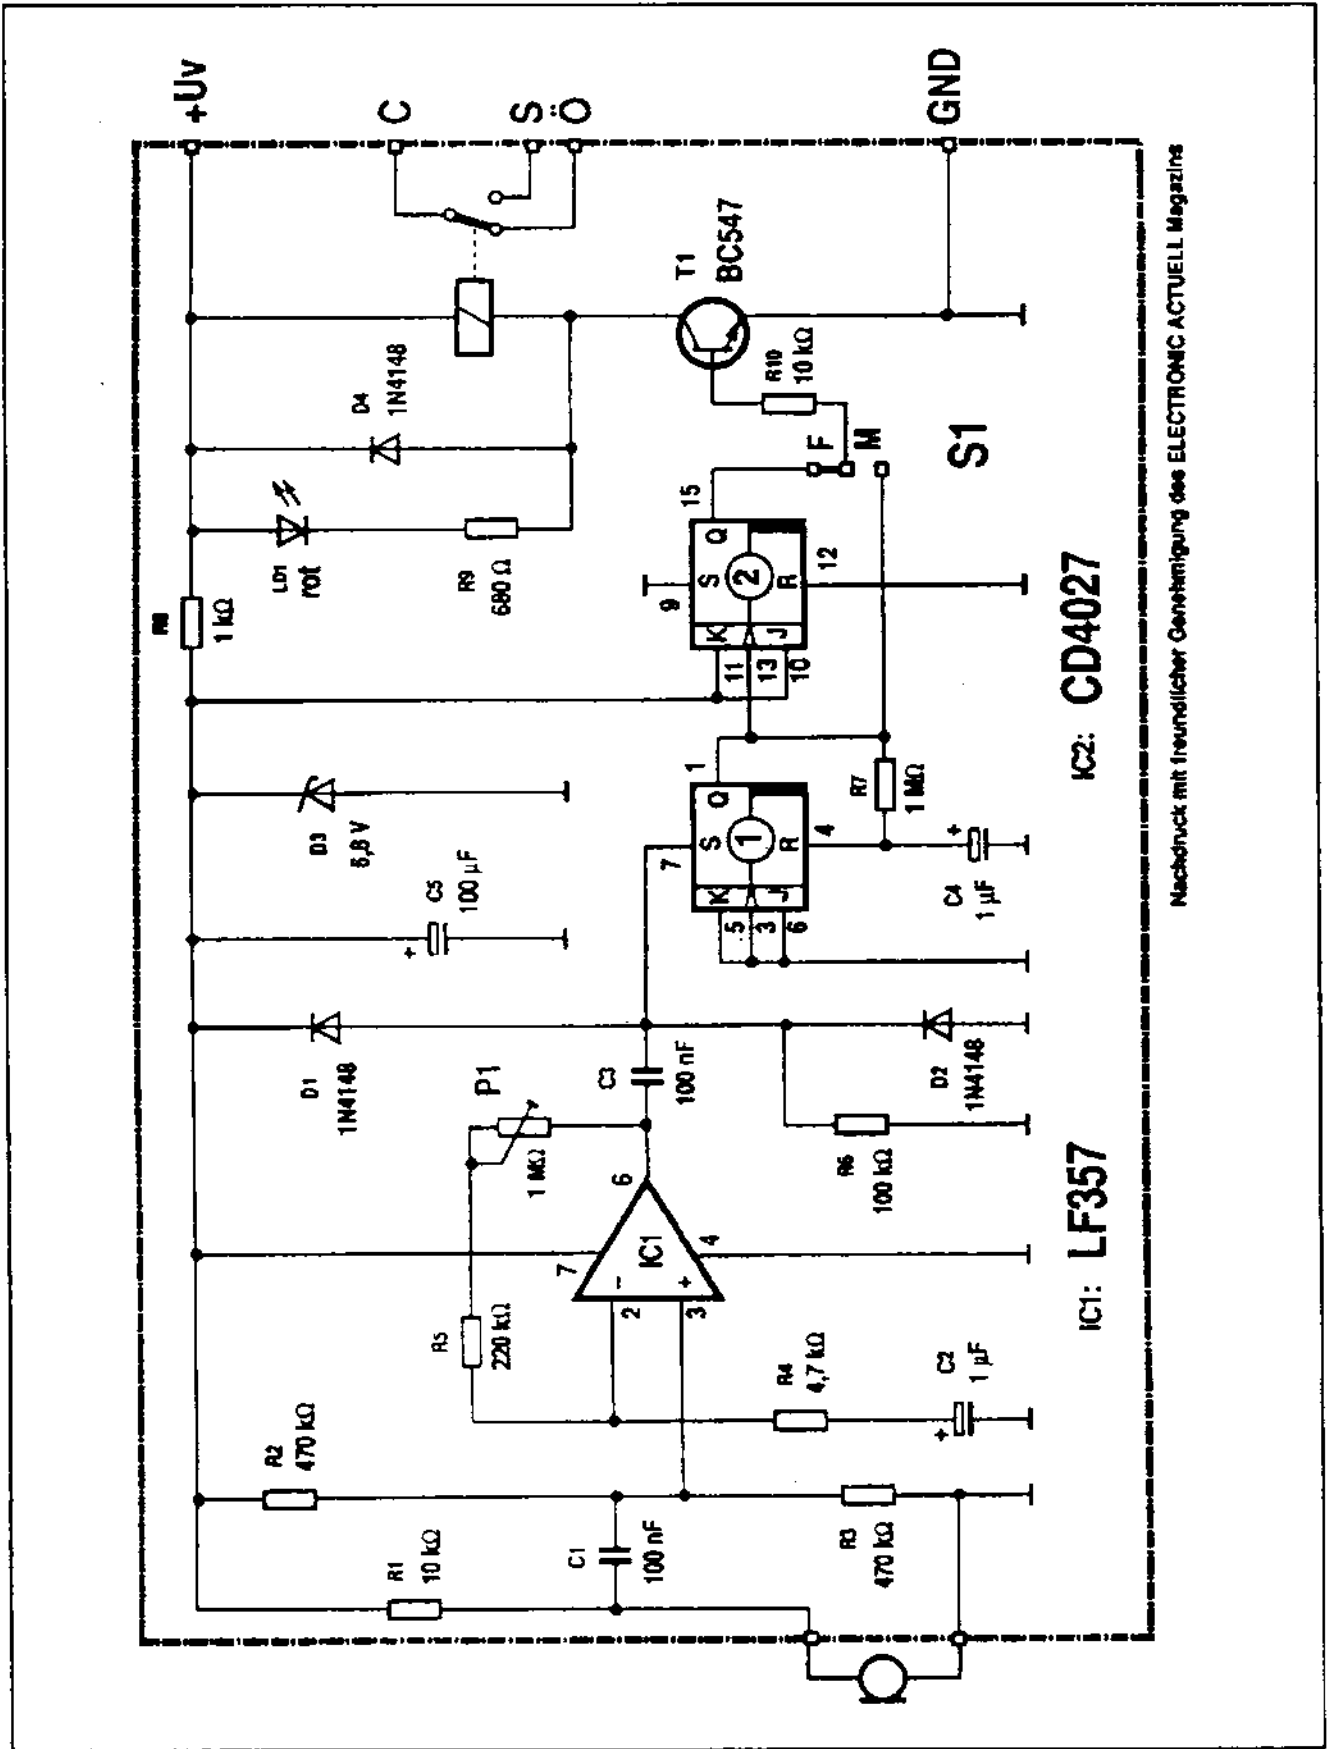 +Uv
C
S
Ö
GND
R8
1 kΩ
LD1
rot
D4
1N4148
R9
680 Ω
T1
BC547
R10
10 kΩ
F
M
S1
15
Q
9
S
2
R
12
K
J
11
13
10
D3
6,8 V
C5
100 µF
+
1
Q
7
S
1
R
4
K
J
5
3
6
R7
1 MΩ
C4
+
1 µF
IC2: CD4027
D1
1N4148
P1
1 MΩ
C3
100 nF
D2
1N4148
R6
100 kΩ
R5
220 kΩ
7
6
IC1
4
-
+
2
3
IC1: LF357
R2
470 kΩ
R4
4,7 kΩ
C2
+
1 µF
R1
10 kΩ
C1
100 nF
R3
470 kΩ
Nachdruck mit freundlicher Genehmigung des ELECTRONIC ACTUELL Magazins